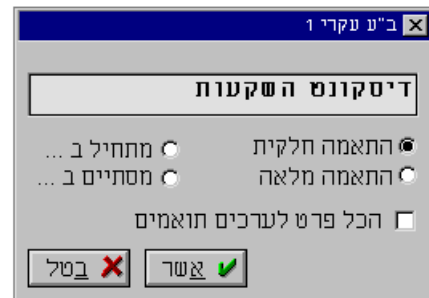 ב"ע עקרי 1
דיסקונט השקעות
התאמה חלקית מתחיל ב ...
התאמה מלאה מסתיים ב ...
הכל פרט לערכים תואמים
אשר בטל